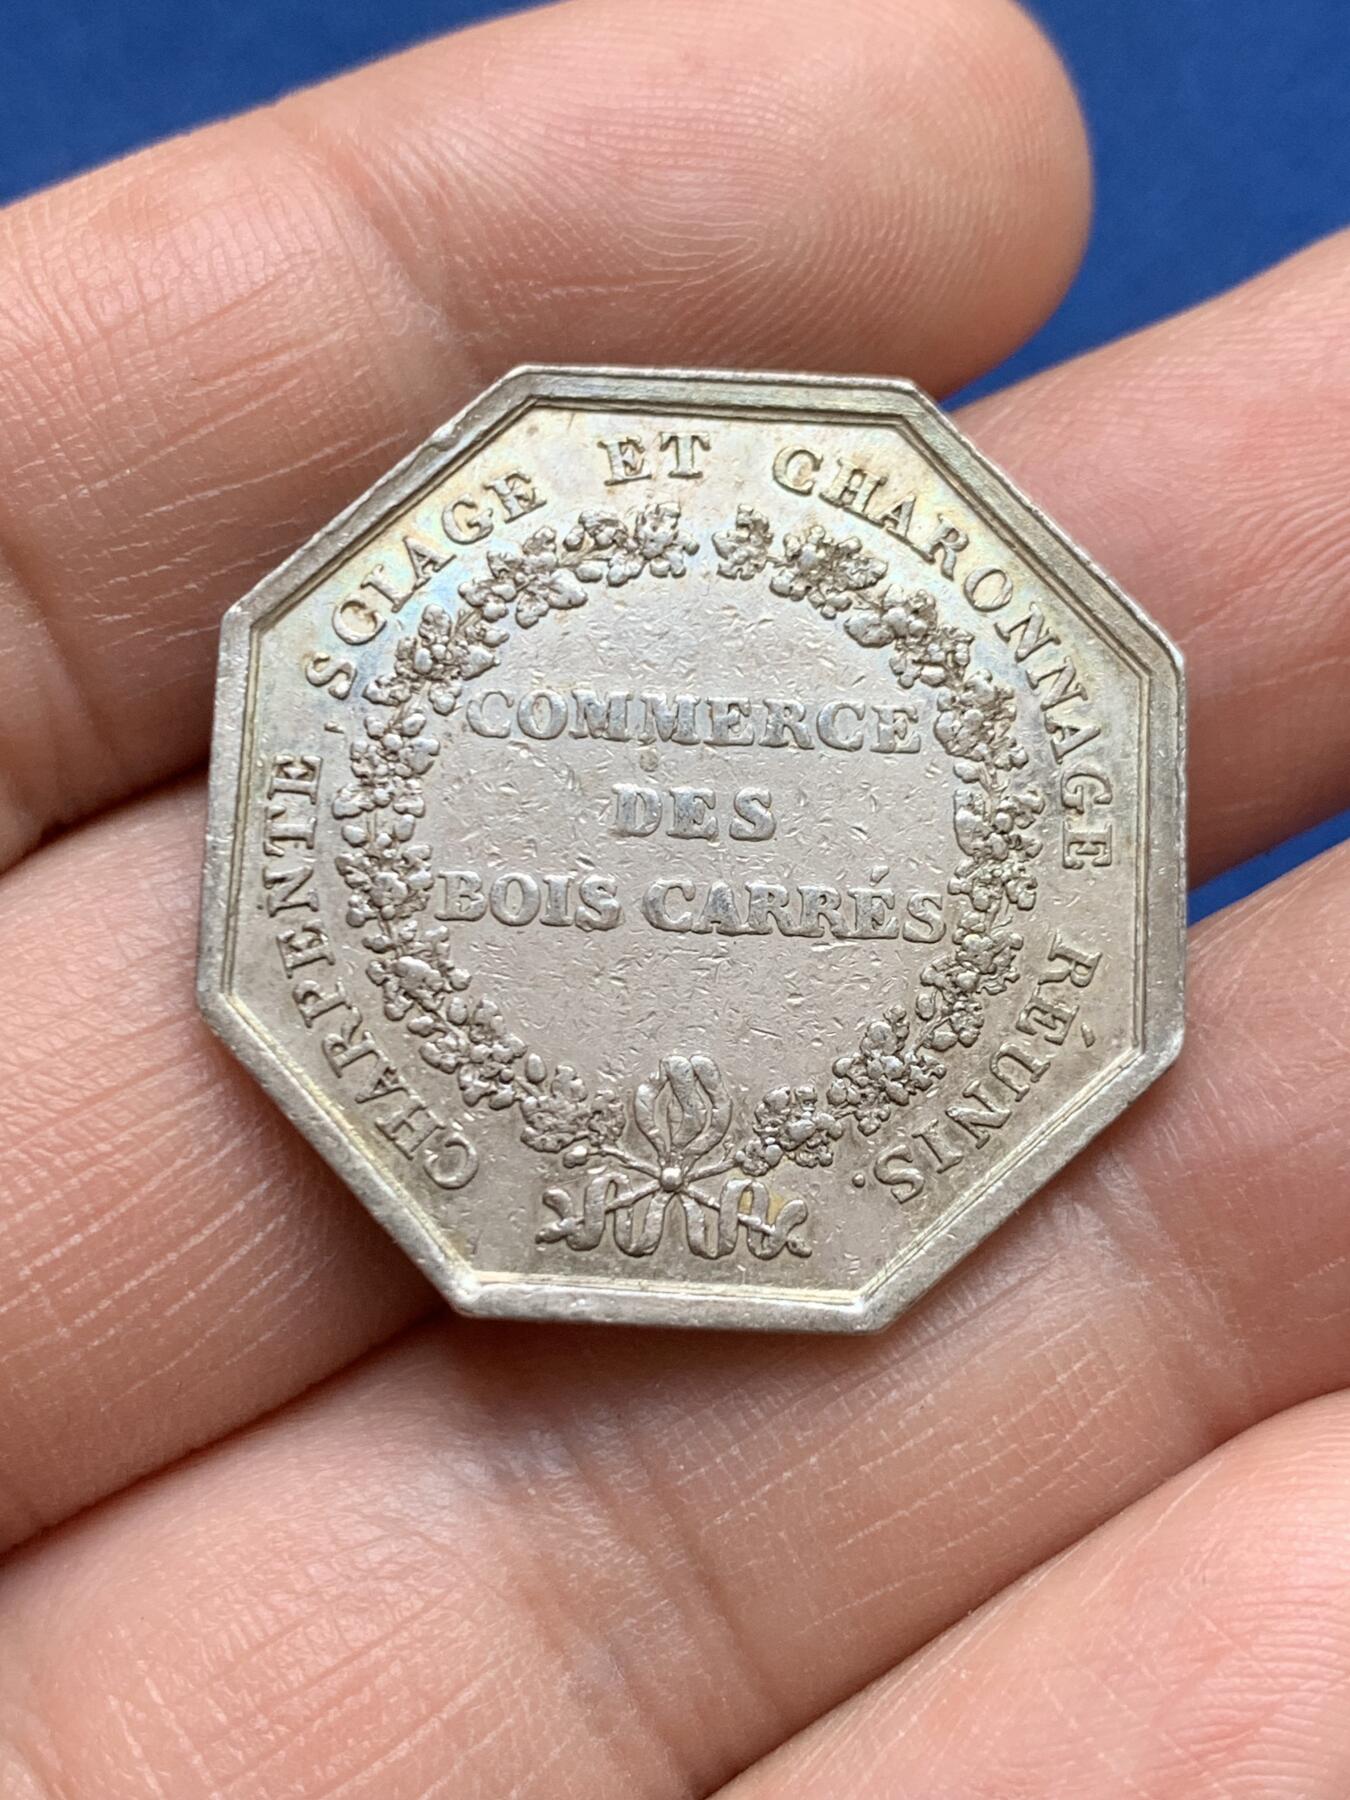 CHARPENTE SCIAGE ET CHARONNAGE RÉUNIS.
COMMERCE
DES
BOIS CARRÉS